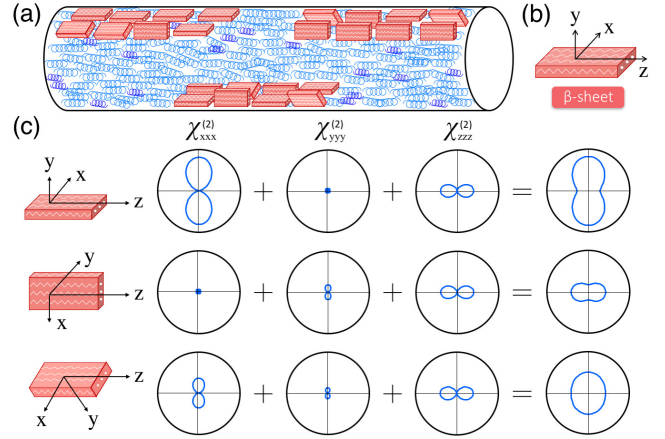 (a)
(b)
y
x
z
β-sheet
(c)
χ(2)xxx
χ(2)yyy
χ(2)zzz
y
x
z
+
+
=
y
z
x
+
+
=
z
x
y
+
+
=